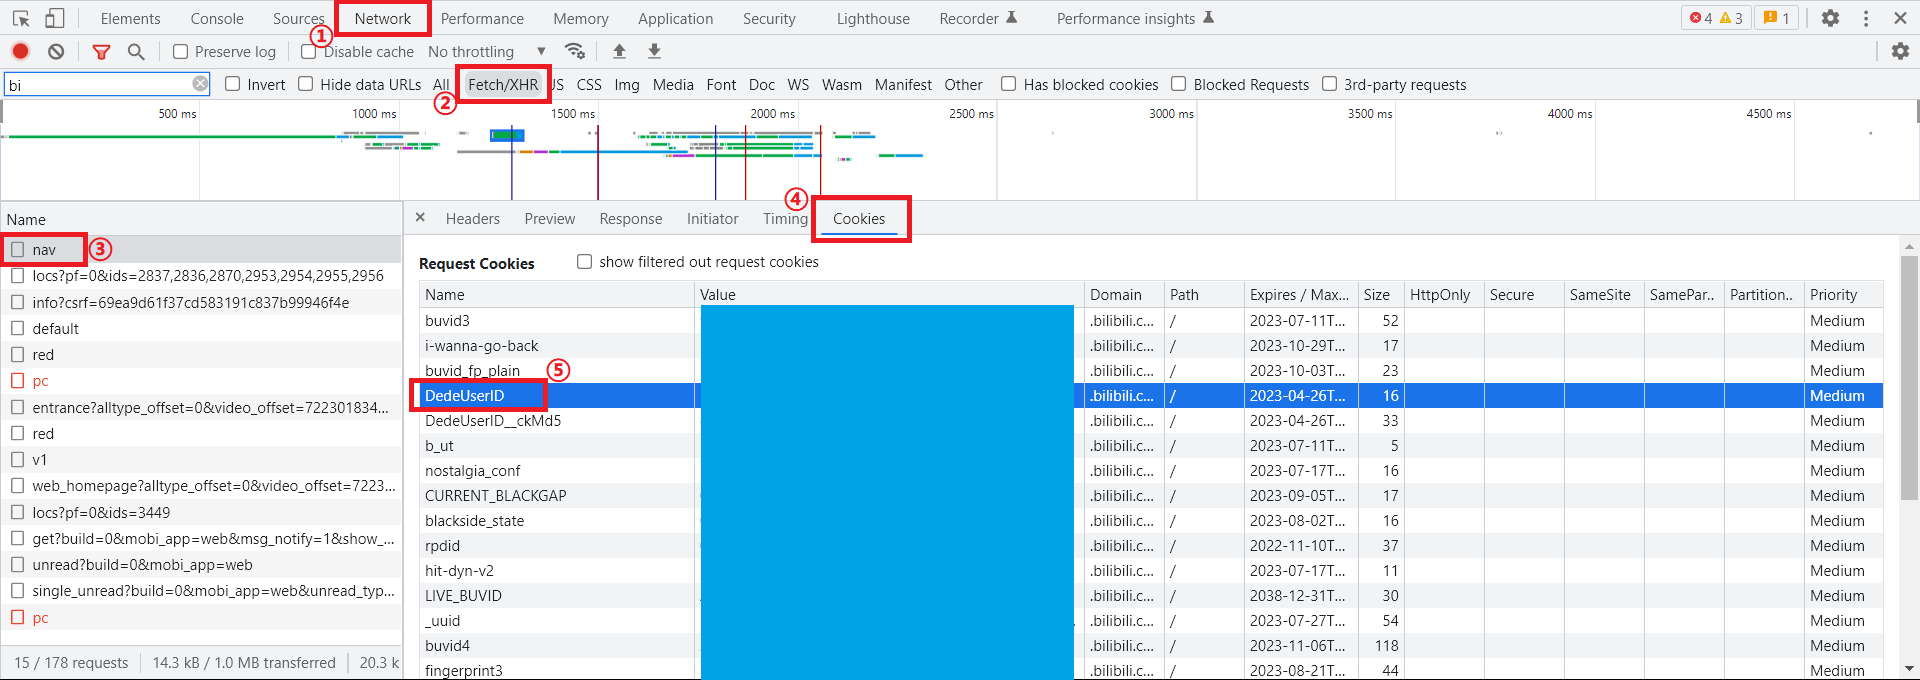 Elements Console Sources Network Performance Memory Application Security Lighthouse Recorder Performance insights 4 3 1
① Preserve log Disable cache No throttling
bi Invert Hide data URLs All Fetch/XHR JS CSS Img Media Font Doc WS Wasm Manifest Other Has blocked cookies Blocked Requests 3rd-party requests
②
500 ms 1000 ms 1500 ms 2000 ms 2500 ms 3000 ms 3500 ms 4000 ms 4500 ms
④
Name
nav ③
locs?pf=0&ids=2837,2836,2870,2953,2954,2955,2956
info?csrf=69ea9d61f37cd583191c837b99946f4e
default
red
pc
entrance?alltype_offset=0&video_offset=722301834...
red
v1
web_homepage?alltype_offset=0&video_offset=7223...
locs?pf=0&ids=3449
get?build=0&mobi_app=web&msg_notify=1&show_...
unread?build=0&mobi_app=web
single_unread?build=0&mobi_app=web&unread_typ...
pc
15 / 178 requests 14.3 kB / 1.0 MB transferred 20.3 k
× Headers Preview Response Initiator Timing Cookies
Request Cookies show filtered out request cookies
Name Value Domain Path Expires / Max... Size HttpOnly Secure SameSite SamePar... Partition... Priority
buvid3 .bilibili.c... / 2023-07-11T... 52 Medium
i-wanna-go-back .bilibili.c... / 2023-10-29T... 17 Medium
buvid_fp_plain ⑤ .bilibili.c... / 2023-10-03T... 23 Medium
DedeUserID .bilibili.c... / 2023-04-26T... 16 Medium
DedeUserID__ckMd5 .bilibili.c... / 2023-04-26T... 33 Medium
b_ut .bilibili.c... / 2023-07-11T... 5 Medium
nostalgia_conf .bilibili.c... / 2023-07-17T... 16 Medium
CURRENT_BLACKGAP .bilibili.c... / 2023-09-05T... 17 Medium
blackside_state .bilibili.c... / 2023-08-02T... 16 Medium
rpdid .bilibili.c... / 2022-11-10T... 37 Medium
hit-dyn-v2 .bilibili.c... / 2023-07-17T... 11 Medium
LIVE_BUVID .bilibili.c... / 2038-12-31T... 30 Medium
_uuid .bilibili.c... / 2023-07-27T... 54 Medium
buvid4 .bilibili.c... / 2023-11-06T... 118 Medium
fingerprint3 .bilibili.c... / 2023-08-21T... 44 Medium